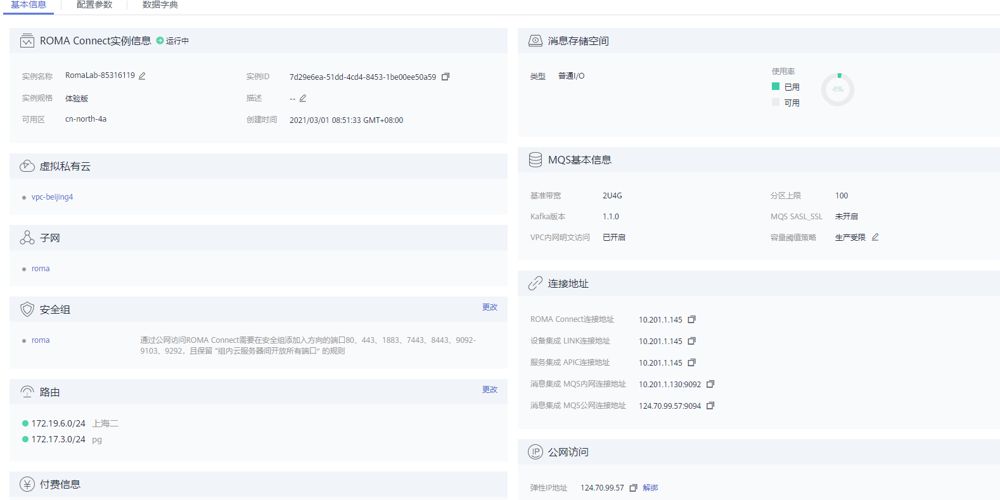 基本信息
配置参数
数据字典
ROMA Connect实例信息 运行中
实例名称 RomaLab-85316119
实例ID 7d29e6ea-51dd-4cd4-8453-1be00ee50a59
实例规格 体验版
描述 --
可用区 cn-north-4a
创建时间 2021/03/01 08:51:33 GMT+08:00
虚拟私有云
vpc-beijing4
子网
roma
安全组 更改
roma
通过公网访问ROMA Connect需要在安全组添加入方向的端口80、443、1883、7443、8443、9092-
9103、9292，且保留 “组内云服务器间开放所有端口” 的规则
路由 更改
172.19.6.0/24 上海二
172.17.3.0/24 pg
付费信息
消息存储空间
类型 普通I/O
使用率
已用
可用
4%
MQS基本信息
基准带宽 2U4G
分区上限 100
Kafka版本 1.1.0
MQS SASL_SSL 未开启
VPC内网明文访问 已开启
容量阈值策略 生产受限
连接地址
ROMA Connect连接地址 10.201.1.145
设备集成 LINK连接地址 10.201.1.145
服务集成 APIC连接地址 10.201.1.145
消息集成 MQS内网连接地址 10.201.1.130:9092
消息集成 MQS公网连接地址 124.70.99.57:9094
IP 公网访问
弹性IP地址 124.70.99.57 解绑